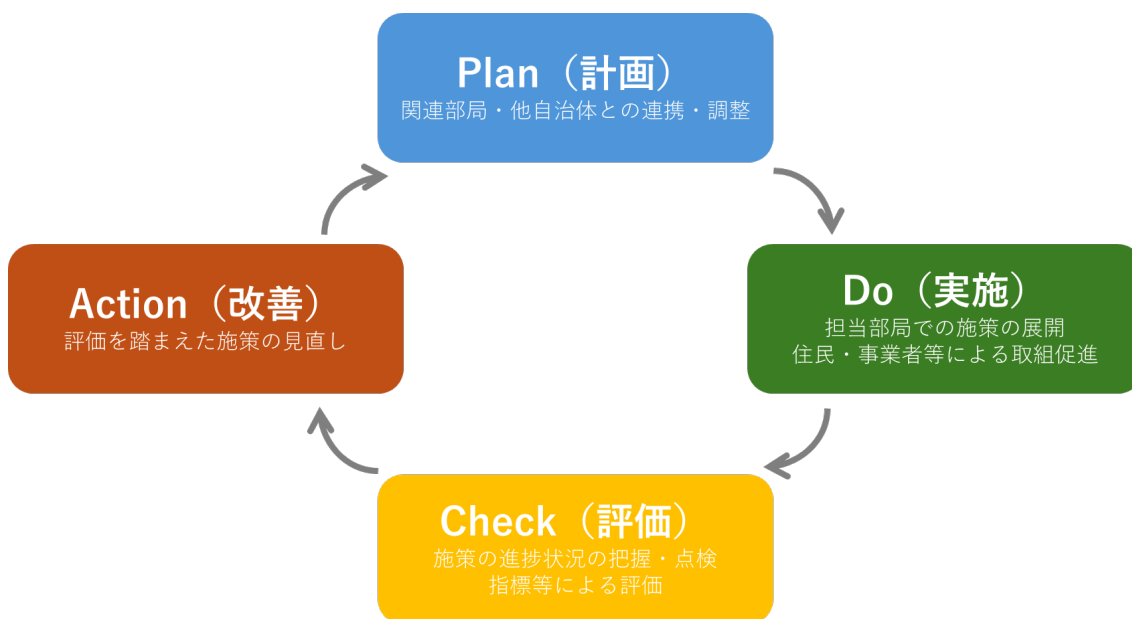 Plan（計画）
関連部局・他自治体との連携・調整
Action（改善）
評価を踏まえた施策の見直し
Do（実施）
担当部局での施策の展開
住民・事業者等による取組促進
Check（評価）
施策の進捗状況の把握・点検
指標等による評価